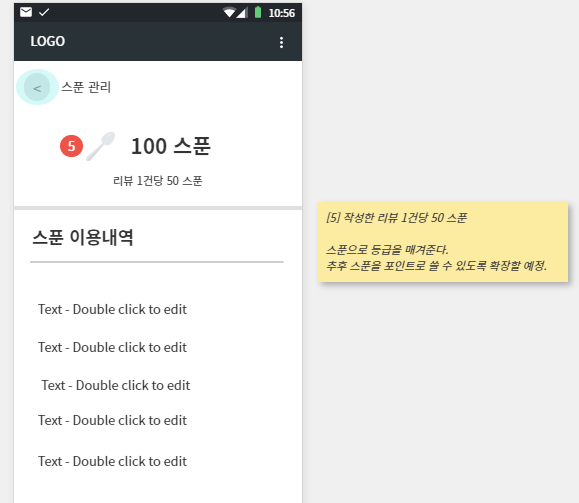 10:56
LOGO
< 스푼 관리
5 100 스푼
리뷰 1건당 50 스푼
스푼 이용내역
Text - Double click to edit
Text - Double click to edit
Text - Double click to edit
Text - Double click to edit
Text - Double click to edit
[5] 작성한 리뷰 1건당 50 스푼
스푼으로 등급을 매겨준다.
추후 스푼을 포인트로 쓸 수 있도록 확장할 예정.